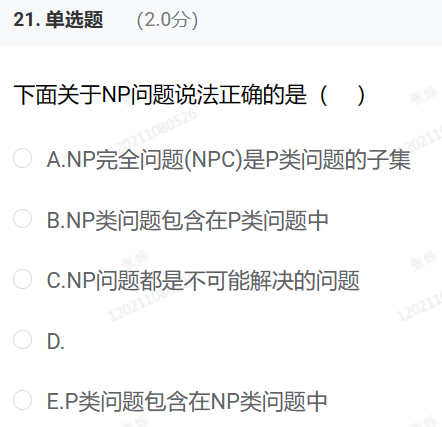 21. 单选题 （2.0分）
下面关于NP问题说法正确的是（ ）
A.NP完全问题(NPC)是P类问题的子集
B.NP类问题包含在P类问题中
C.NP问题都是不可能解决的问题
D.
E.P类问题包含在NP类问题中